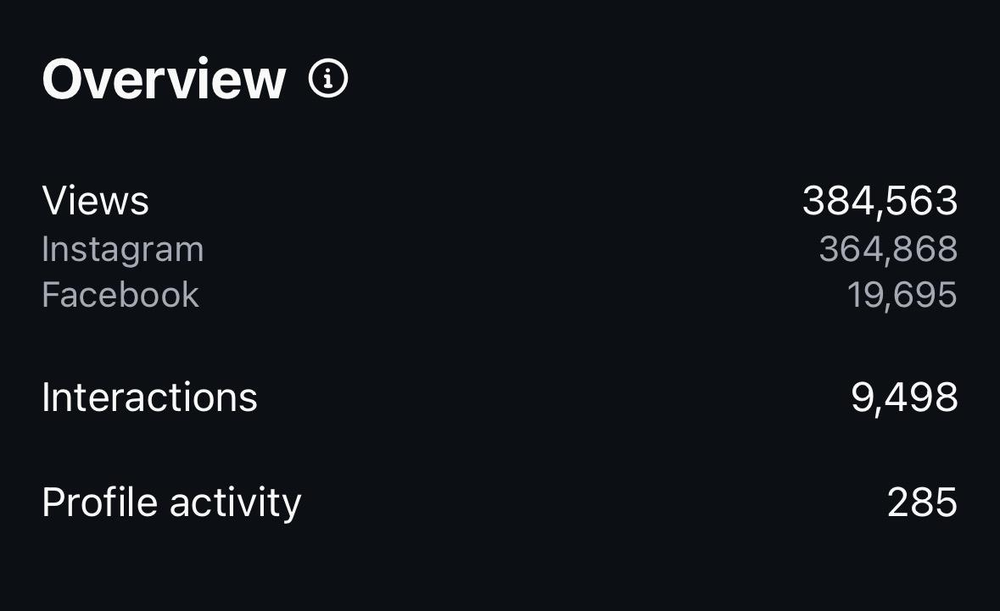 Overview
Views 384,563
Instagram 364,868
Facebook 19,695
Interactions 9,498
Profile activity 285